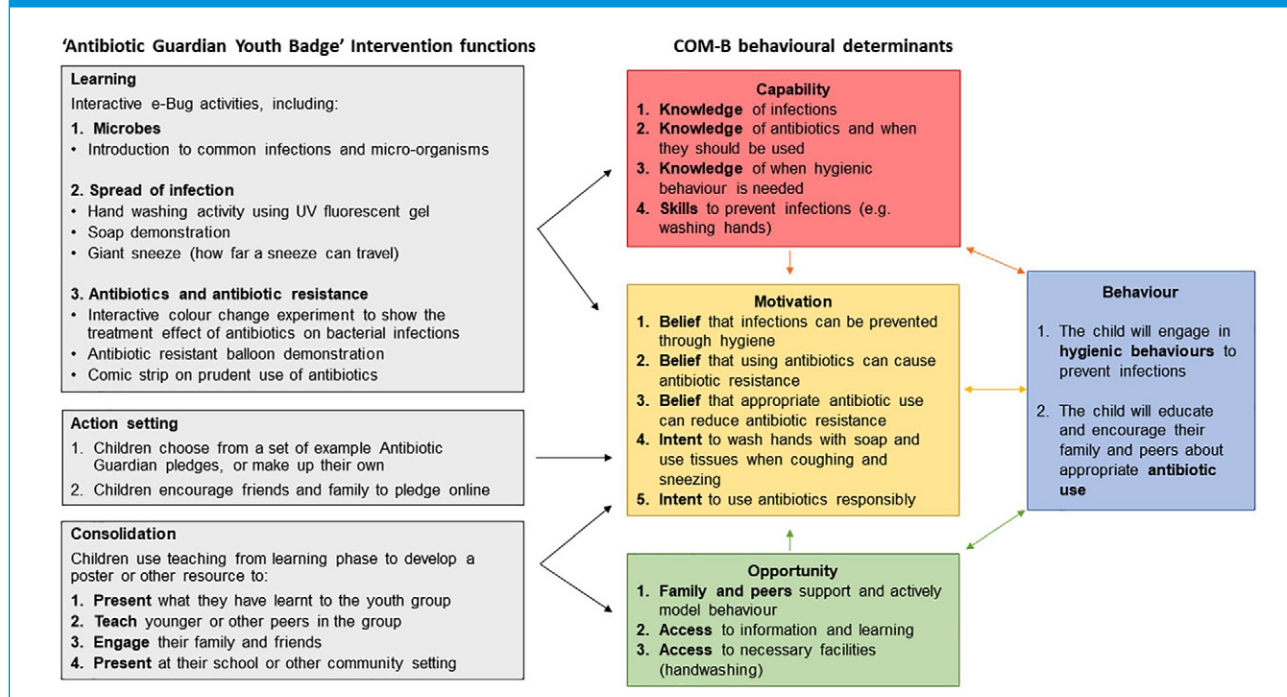 ‘Antibiotic Guardian Youth Badge’ Intervention functions
Learning
Interactive e-Bug activities, including:
1. Microbes
• Introduction to common infections and micro-organisms
2. Spread of infection
• Hand washing activity using UV fluorescent gel
• Soap demonstration
• Giant sneeze (how far a sneeze can travel)
3. Antibiotics and antibiotic resistance
• Interactive colour change experiment to show the
treatment effect of antibiotics on bacterial infections
• Antibiotic resistant balloon demonstration
• Comic strip on prudent use of antibiotics
Action setting
1. Children choose from a set of example Antibiotic
Guardian pledges, or make up their own
2. Children encourage friends and family to pledge online
Consolidation
Children use teaching from learning phase to develop a
poster or other resource to:
1. Present what they have learnt to the youth group
2. Teach younger or other peers in the group
3. Engage their family and friends
4. Present at their school or other community setting
COM-B behavioural determinants
Capability
1. Knowledge of infections
2. Knowledge of antibiotics and when
they should be used
3. Knowledge of when hygienic
behaviour is needed
4. Skills to prevent infections (e.g.
washing hands)
Motivation
1. Belief that infections can be prevented
through hygiene
2. Belief that using antibiotics can cause
antibiotic resistance
3. Belief that appropriate antibiotic use
can reduce antibiotic resistance
4. Intent to wash hands with soap and
use tissues when coughing and
sneezing
5. Intent to use antibiotics responsibly
Opportunity
1. Family and peers support and actively
model behaviour
2. Access to information and learning
3. Access to necessary facilities
(handwashing)
Behaviour
1. The child will engage in
hygienic behaviours to
prevent infections
2. The child will educate
and encourage their
family and peers about
appropriate antibiotic
use